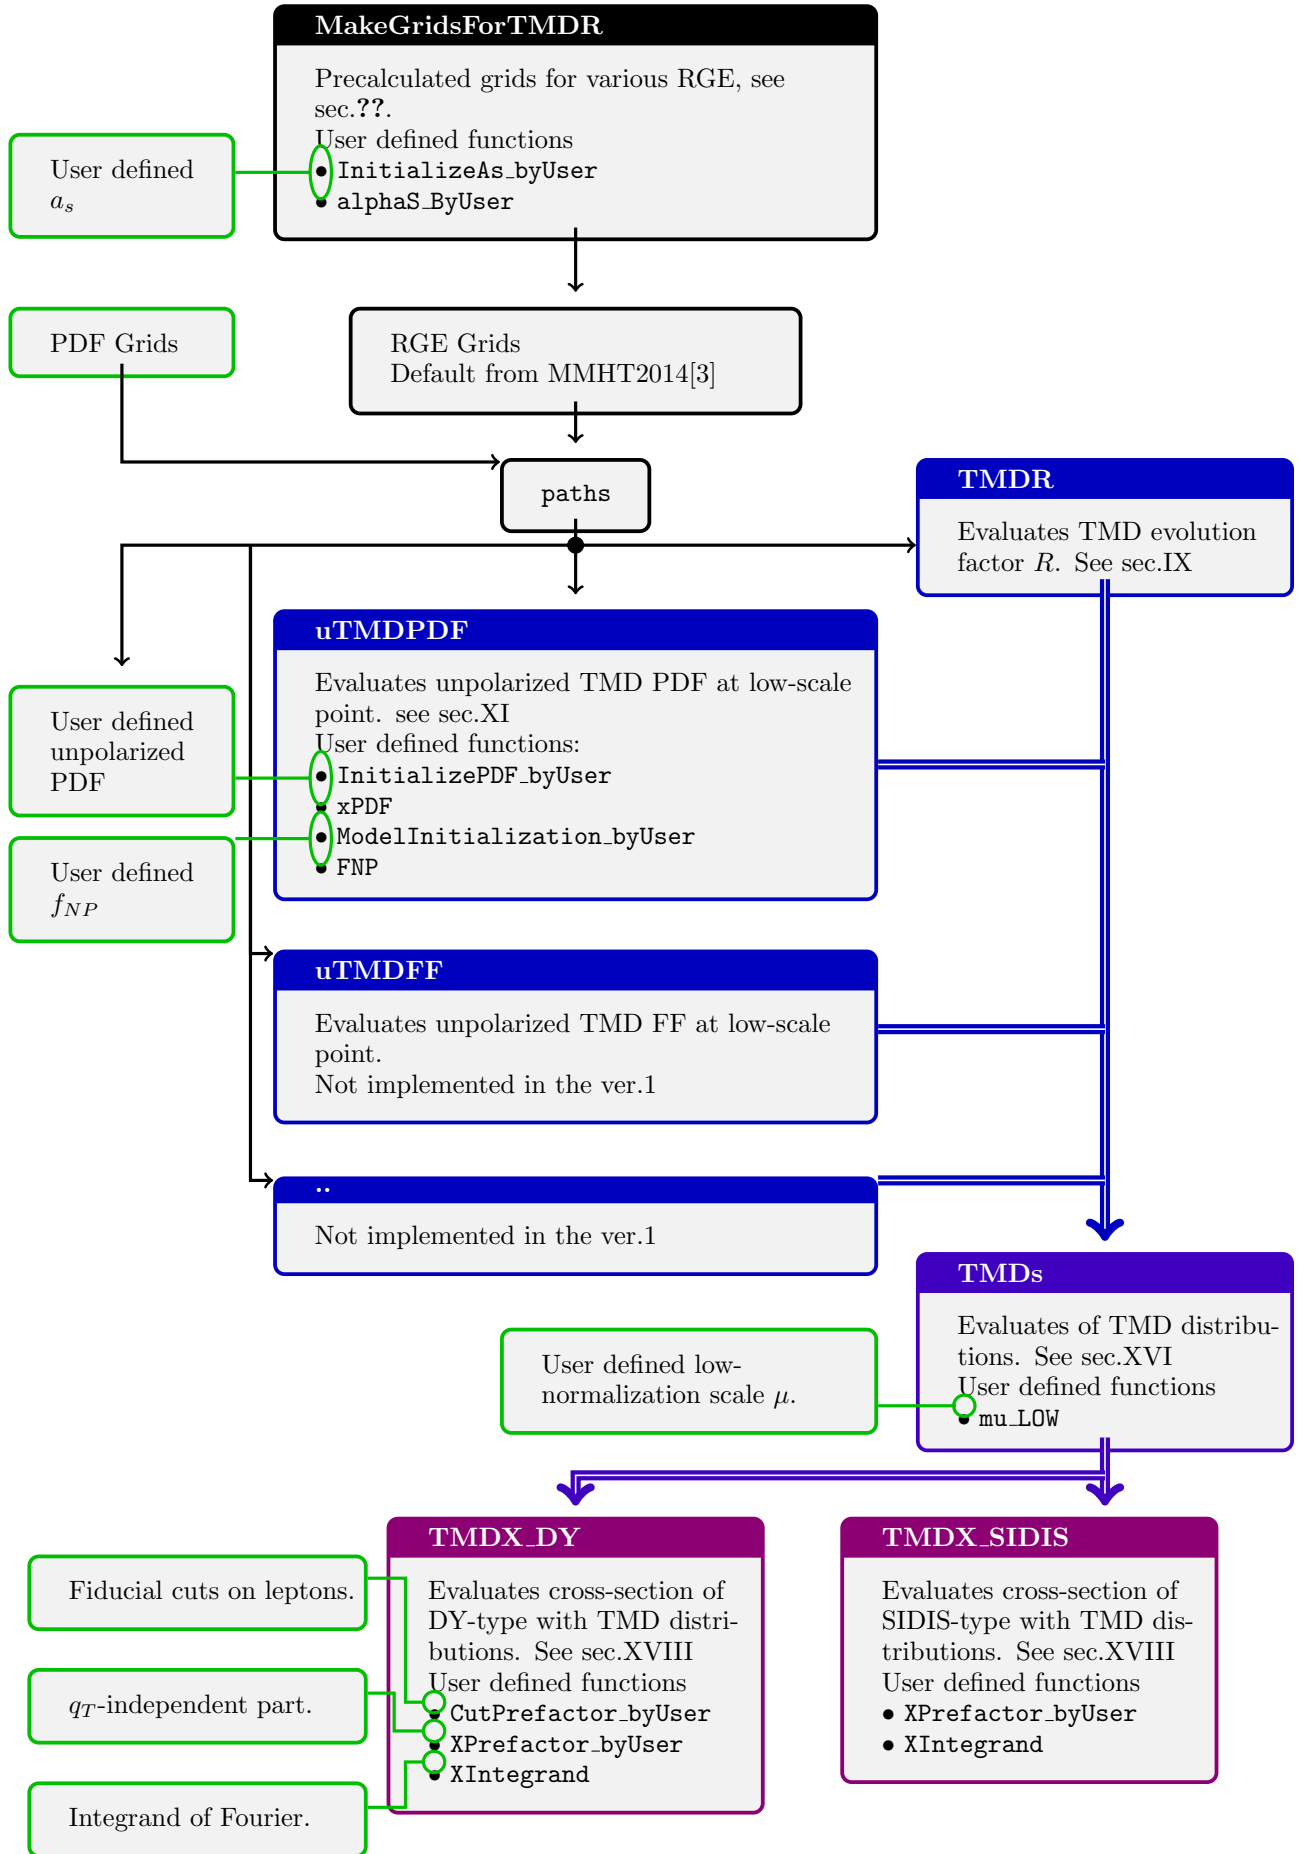 MakeGridsForTMDR
Precalculated grids for various RGE, see
sec.??.
User defined functions
• InitializeAs_byUser
• alphaS_ByUser
User defined
a_s
PDF Grids
RGE Grids
Default from MMHT2014[3]
paths
TMDR
Evaluates TMD evolution
factor R. See sec.IX
uTMDPDF
Evaluates unpolarized TMD PDF at low-scale
point. see sec.XI
User defined functions:
• InitializePDF_byUser
• xPDF
• ModelInitialization_byUser
• FNP
User defined
unpolarized
PDF
User defined
f_{NP}
uTMDFF
Evaluates unpolarized TMD FF at low-scale
point.
Not implemented in the ver.1
..
Not implemented in the ver.1
TMDs
Evaluates of TMD distribu-
tions. See sec.XVI
User defined functions
• mu_LOW
User defined low-
normalization scale μ.
TMDX_DY
Evaluates cross-section of
DY-type with TMD distri-
butions. See sec.XVIII
User defined functions
• CutPrefactor_byUser
• XPrefactor_byUser
• XIntegrand
TMDX_SIDIS
Evaluates cross-section of
SIDIS-type with TMD dis-
tributions. See sec.XVIII
User defined functions
• XPrefactor_byUser
• XIntegrand
Fiducial cuts on leptons.
q_T-independent part.
Integrand of Fourier.